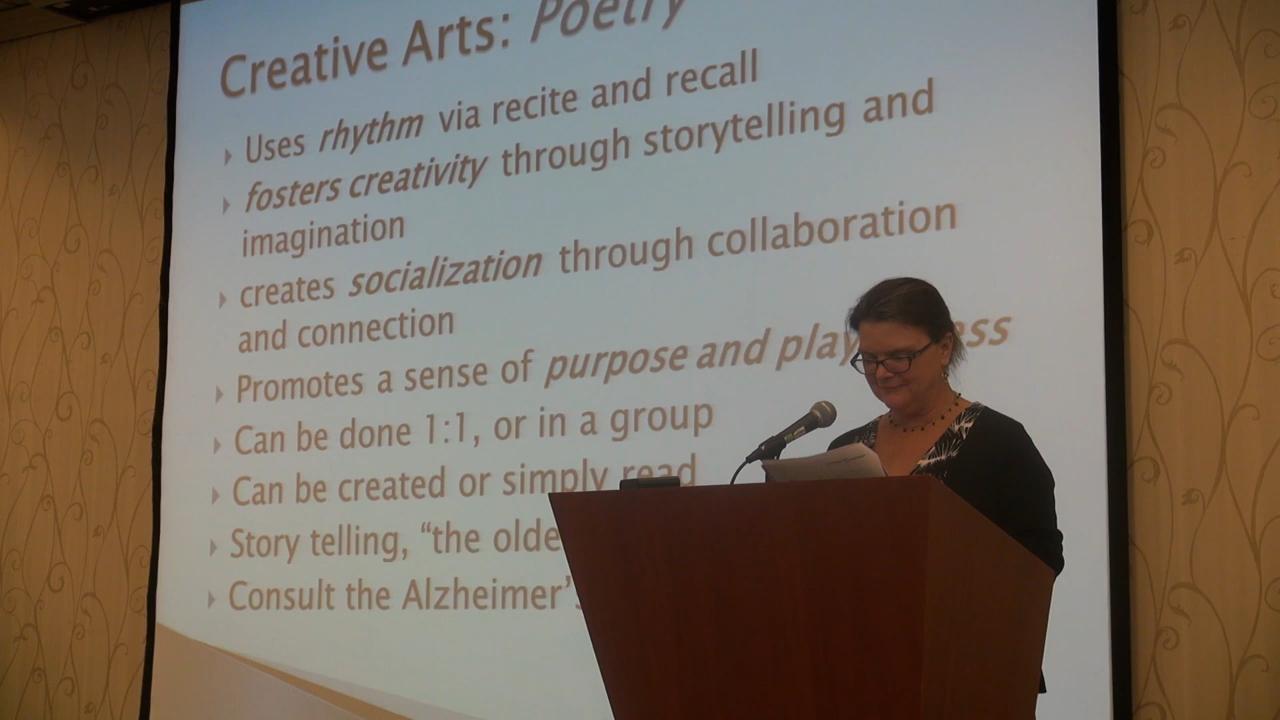 Creative Arts: Poetry
Uses rhythm via recite and recall
fosters creativity through storytelling and
imagination
creates socialization through collaboration
and connection
Promotes a sense of purpose and play ess
Can be done 1:1, or in a group
Can be created or simply read
Story telling, “the olde
Consult the Alzheimer’s